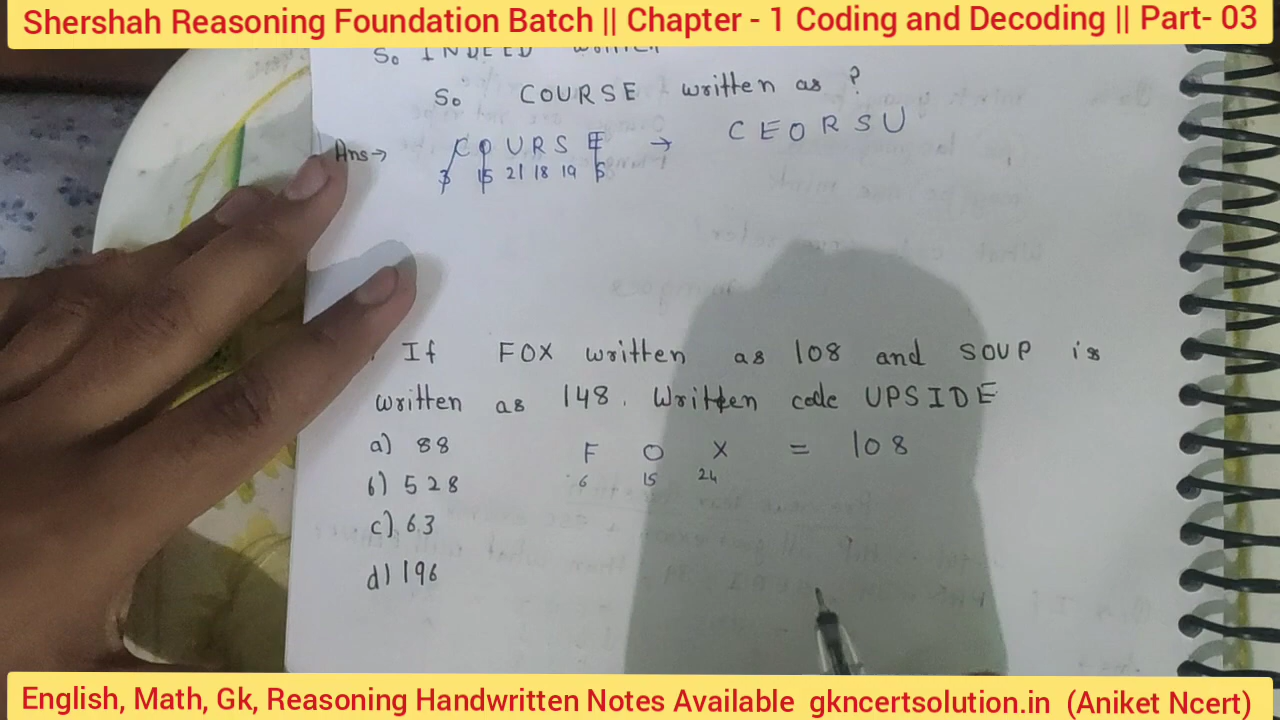 Shershah Reasoning Foundation Batch || Chapter - 1 Coding and Decoding || Part- 03
So INDEED written
So COURSE written as ?
Ans→ COURSE → CEORSU
3 15 21 18 19 5
If FOX written as 108 and SOUP is
written as 148. Written code UPSIDE
a) 88 F O X = 108
b) 528 6 15 24
c) 63
d) 196
English, Math, Gk, Reasoning Handwritten Notes Available gkncertsolution.in (Aniket Ncert)